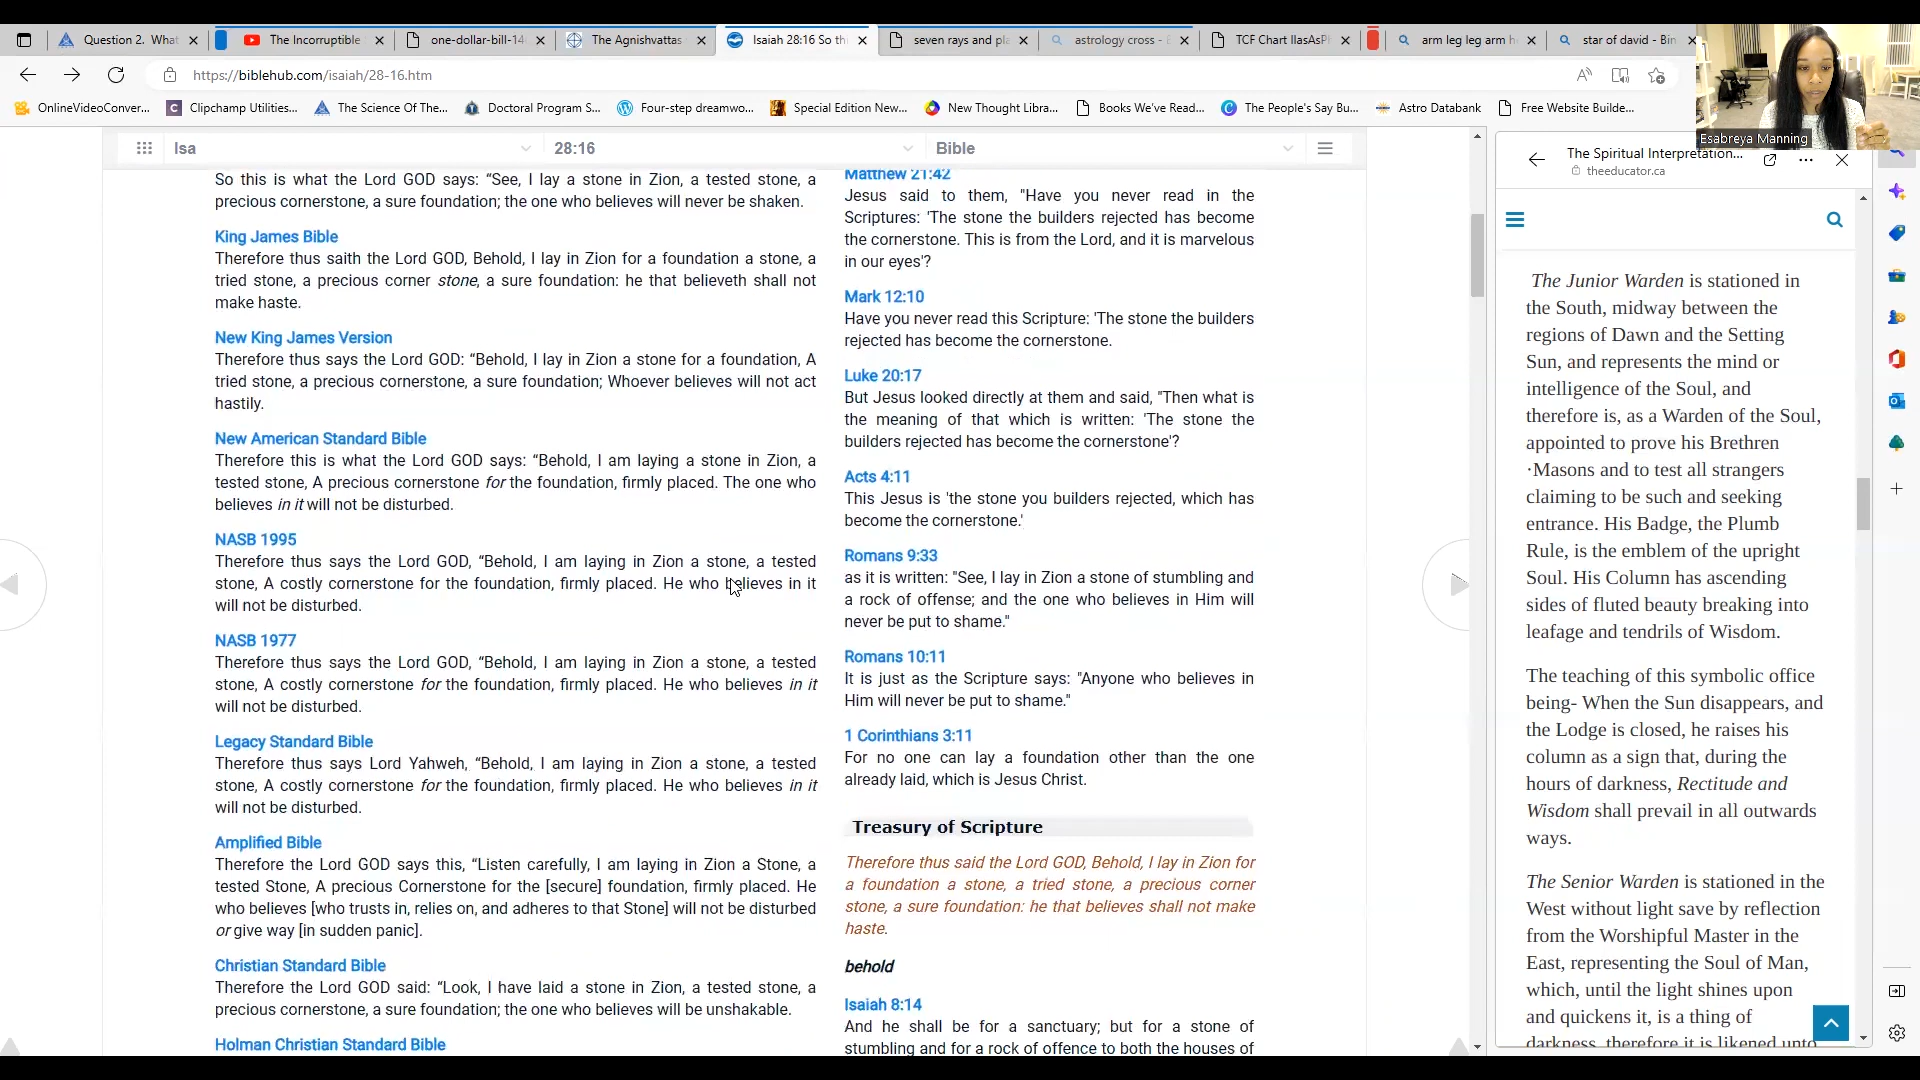 Question 2. What
The Incorruptible
one-dollar-bill-14
The Agnishvattas
Isaiah 28:16 So th
seven rays and pla
astrology cross - B
TCF Chart IlasAsP
arm leg leg arm h
star of david - Bin
https://biblehub.com/isaiah/28-16.htm
OnlineVideoConver...
Clipchamp Utilities...
The Science Of The...
Doctoral Program S...
Four-step dreamwo...
Special Edition New...
New Thought Libra...
Books We've Read...
The People's Say Bu...
Astro Databank
Free Website Builde...
Esabreya Manning
Isa
28:16
Bible
So this is what the Lord GOD says: “See, I lay a stone in Zion, a tested stone, a
precious cornerstone, a sure foundation; the one who believes will never be shaken.
King James Bible
Therefore thus saith the Lord GOD, Behold, I lay in Zion for a foundation a stone, a
tried stone, a precious corner stone, a sure foundation: he that believeth shall not
make haste.
New King James Version
Therefore thus says the Lord GOD: “Behold, I lay in Zion a stone for a foundation, A
tried stone, a precious cornerstone, a sure foundation; Whoever believes will not act
hastily.
New American Standard Bible
Therefore this is what the Lord GOD says: “Behold, I am laying a stone in Zion, a
tested stone, A precious cornerstone for the foundation, firmly placed. The one who
believes in it will not be disturbed.
NASB 1995
Therefore thus says the Lord GOD, “Behold, I am laying in Zion a stone, a tested
stone, A costly cornerstone for the foundation, firmly placed. He who believes in it
will not be disturbed.
NASB 1977
Therefore thus says the Lord GOD, “Behold, I am laying in Zion a stone, a tested
stone, A costly cornerstone for the foundation, firmly placed. He who believes in it
will not be disturbed.
Legacy Standard Bible
Therefore thus says Lord Yahweh, “Behold, I am laying in Zion a stone, a tested
stone, A costly cornerstone for the foundation, firmly placed. He who believes in it
will not be disturbed.
Amplified Bible
Therefore the Lord GOD says this, “Listen carefully, I am laying in Zion a Stone, a
tested Stone, A precious Cornerstone for the [secure] foundation, firmly placed. He
who believes [who trusts in, relies on, and adheres to that Stone] will not be disturbed
or give way [in sudden panic].
Christian Standard Bible
Therefore the Lord GOD said: “Look, I have laid a stone in Zion, a tested stone, a
precious cornerstone, a sure foundation; the one who believes will be unshakable.
Holman Christian Standard Bible
Matthew 21:42
Jesus said to them, "Have you never read in the
Scriptures: 'The stone the builders rejected has become
the cornerstone. This is from the Lord, and it is marvelous
in our eyes'?
Mark 12:10
Have you never read this Scripture: 'The stone the builders
rejected has become the cornerstone.
Luke 20:17
But Jesus looked directly at them and said, "Then what is
the meaning of that which is written: 'The stone the
builders rejected has become the cornerstone'?
Acts 4:11
This Jesus is 'the stone you builders rejected, which has
become the cornerstone.'
Romans 9:33
as it is written: "See, I lay in Zion a stone of stumbling and
a rock of offense; and the one who believes in Him will
never be put to shame."
Romans 10:11
It is just as the Scripture says: "Anyone who believes in
Him will never be put to shame."
1 Corinthians 3:11
For no one can lay a foundation other than the one
already laid, which is Jesus Christ.
Treasury of Scripture
Therefore thus said the Lord GOD, Behold, I lay in Zion for
a foundation a stone, a tried stone, a precious corner
stone, a sure foundation: he that believes shall not make
haste.
behold
Isaiah 8:14
And he shall be for a sanctuary; but for a stone of
stumbling and for a rock of offence to both the houses of
The Spiritual Interpretation...
theeducator.ca
The Junior Warden is stationed in
the South, midway between the
regions of Dawn and the Setting
Sun, and represents the mind or
intelligence of the Soul, and
therefore is, as a Warden of the Soul,
appointed to prove his Brethren
·Masons and to test all strangers
claiming to be such and seeking
entrance. His Badge, the Plumb
Rule, is the emblem of the upright
Soul. His Column has ascending
sides of fluted beauty breaking into
leafage and tendrils of Wisdom.
The teaching of this symbolic office
being- When the Sun disappears, and
the Lodge is closed, he raises his
column as a sign that, during the
hours of darkness, Rectitude and
Wisdom shall prevail in all outwards
ways.
The Senior Warden is stationed in the
West without light save by reflection
from the Worshipful Master in the
East, representing the Soul of Man,
which, until the light shines upon
and quickens it, is a thing of
darkness, therefore it is likened unto